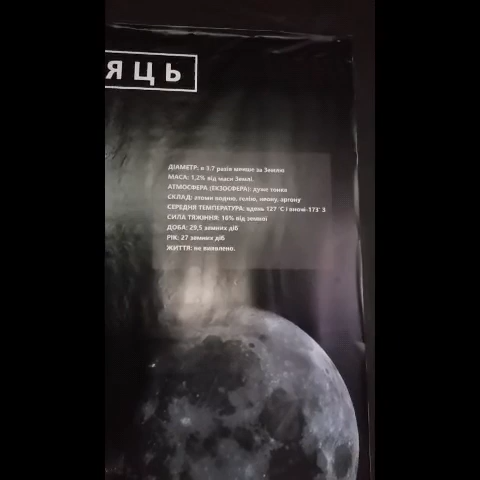 ЯЦЬ
ДІАМЕТР: в 3.7 разів менше за Землю
МАСА: 1,2% від маси Землі.
АТМОСФЕРА (ЕКЗОСФЕРА): дуже тонка
СКЛАД: атоми водню, гелію, неону, аргону
СЕРЕДНЯ ТЕМПЕРАТУРА: вдень 127 °C і вночі -173° З
СИЛА ТЯЖІННЯ: 16% від земної
ДОБА: 29,5 земних діб
РІК: 27 земних діб
ЖИТТЯ: не виявлено.